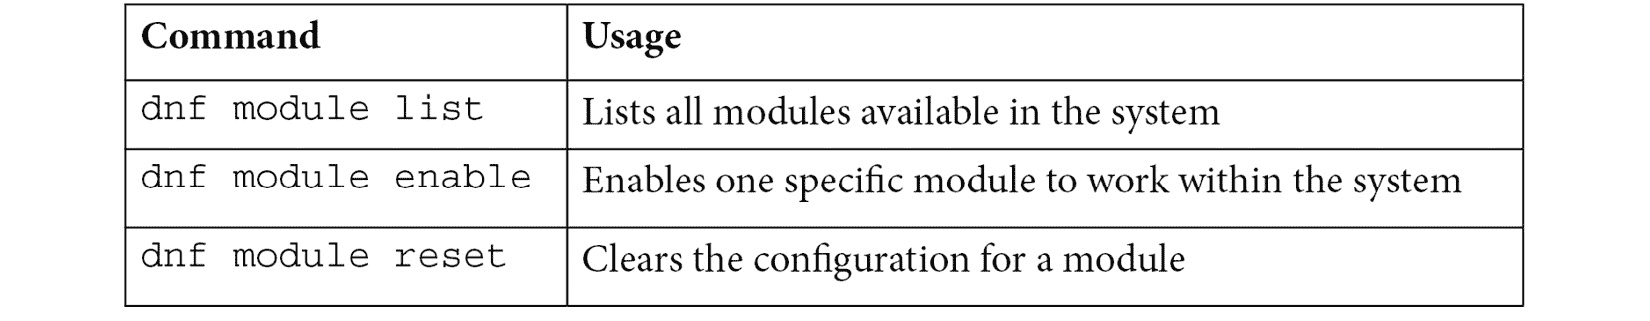 Command Usage
dnf module list Lists all modules available in the system
dnf module enable Enables one specific module to work within the system
dnf module reset Clears the configuration for a module